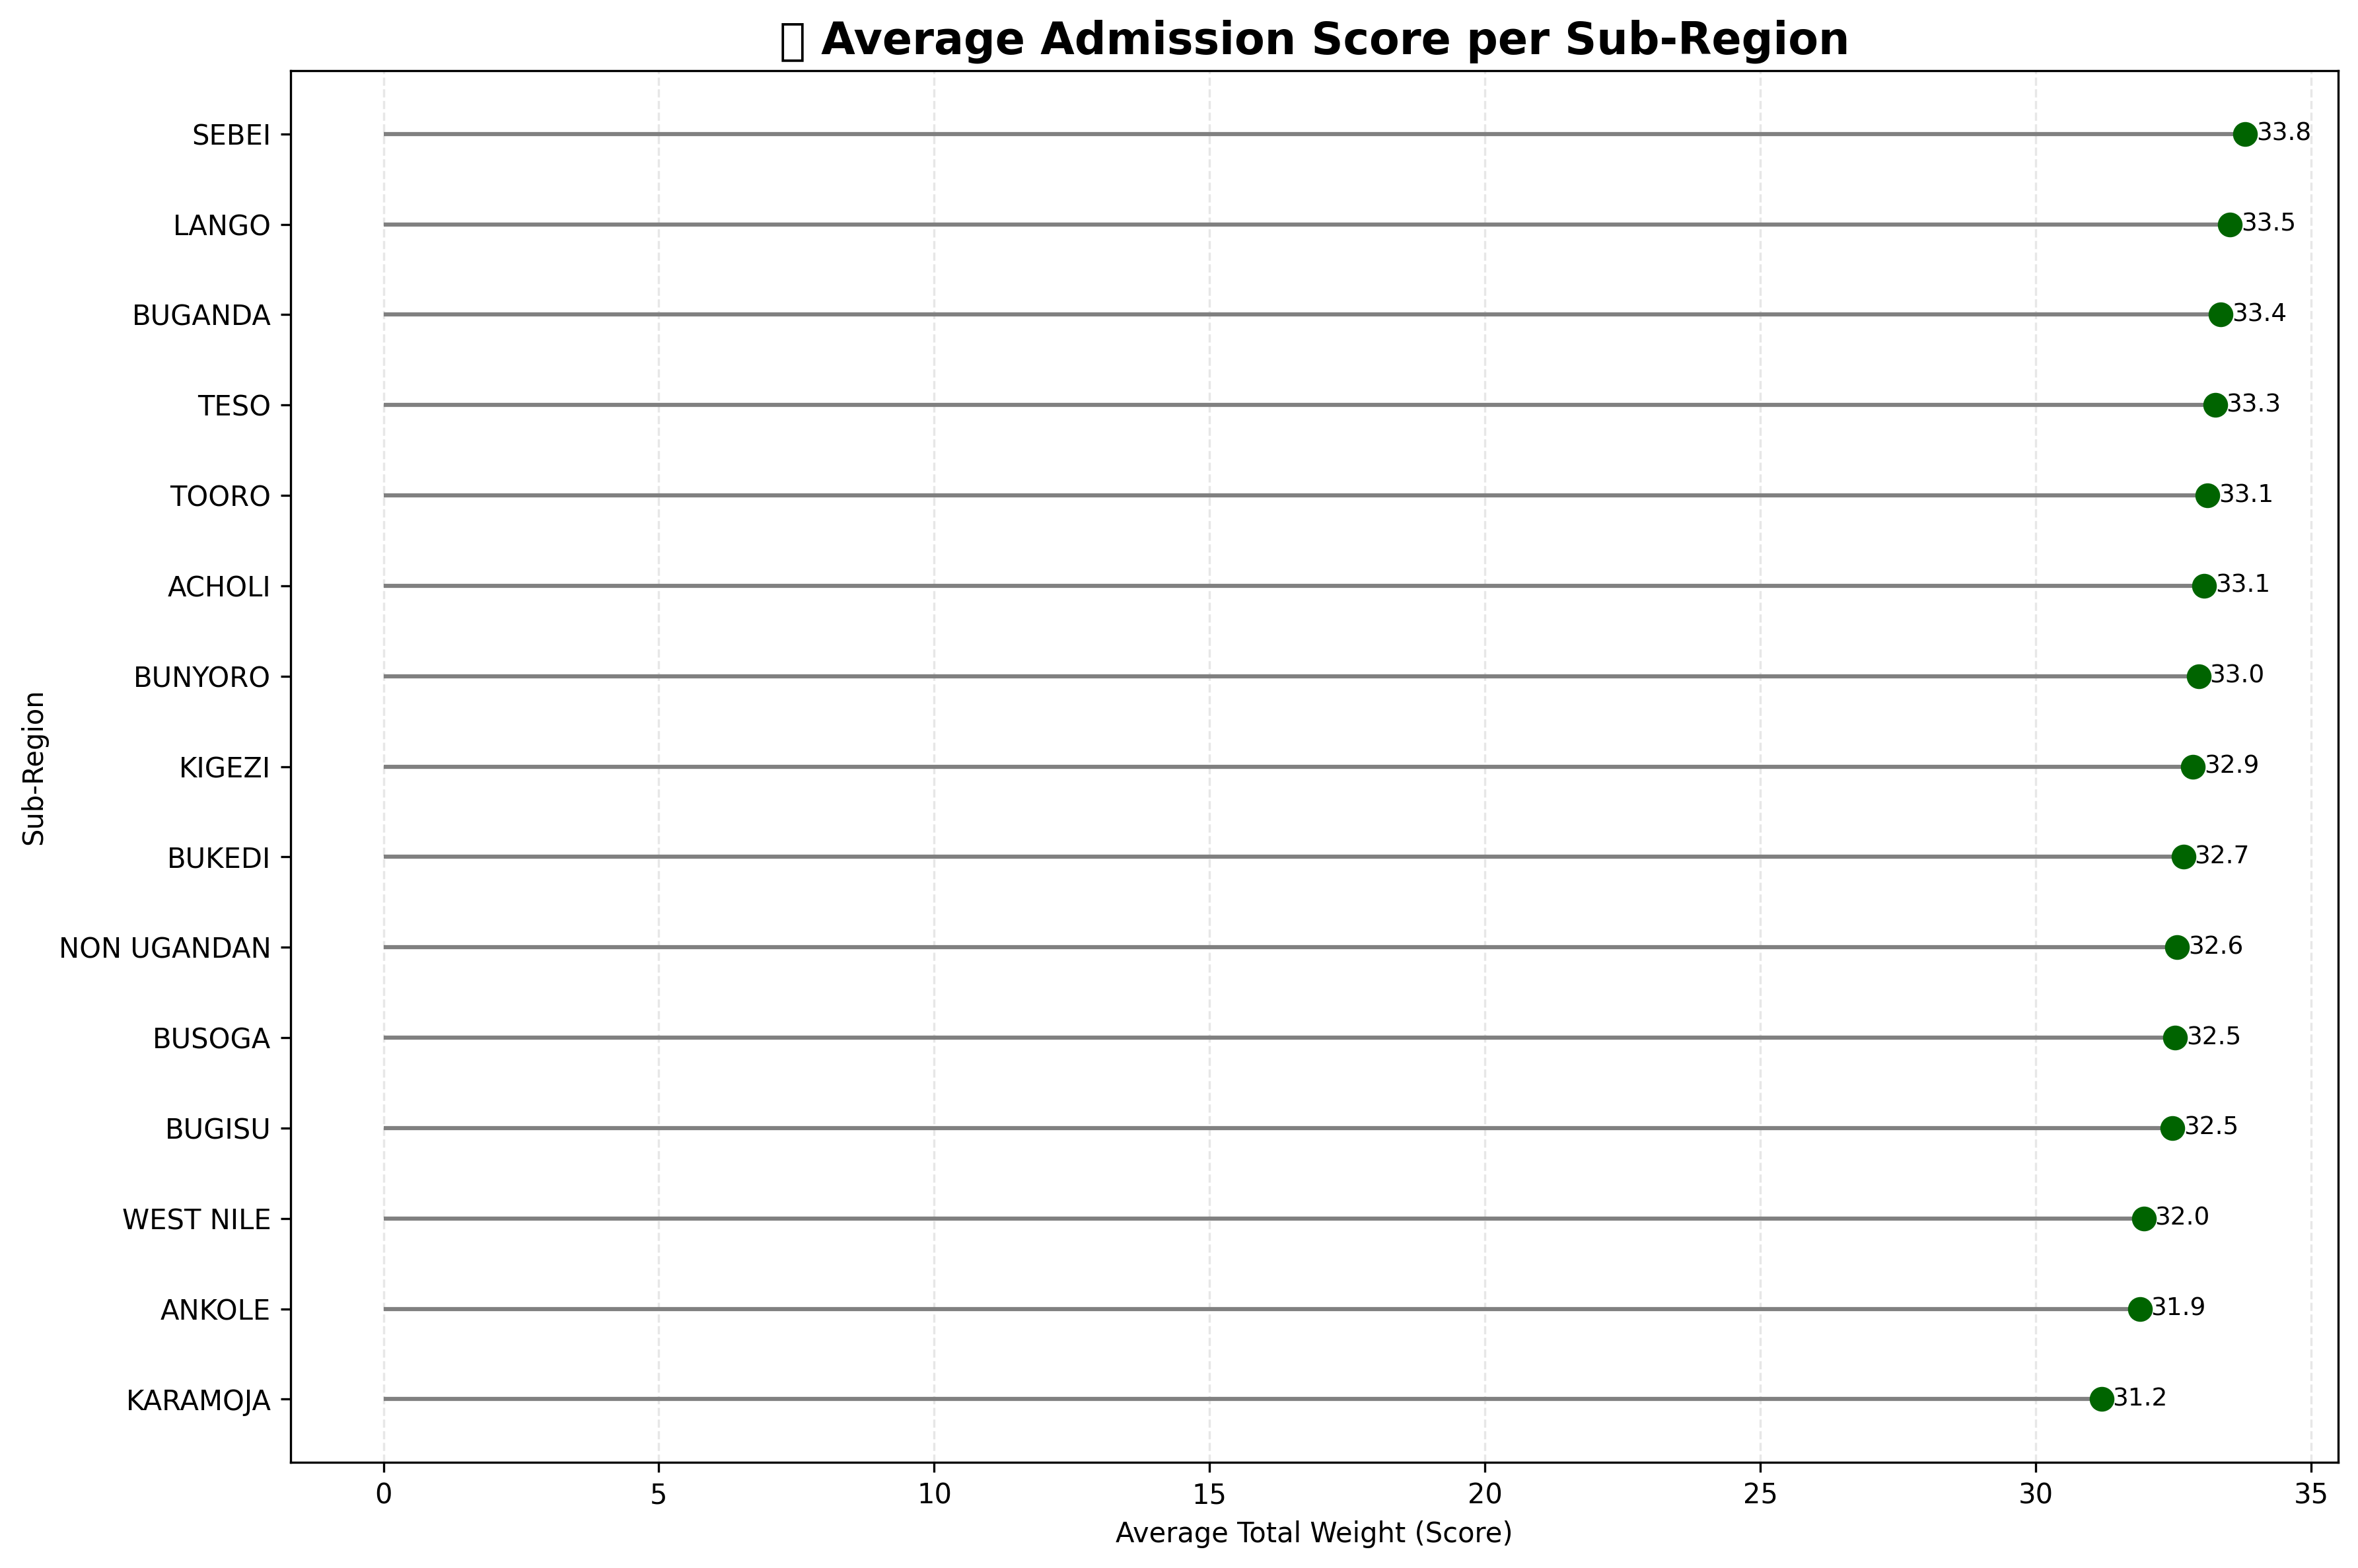 Average Admission Score per Sub-Region
SEBEI 33.8
LANGO 33.5
BUGANDA 33.4
TESO 33.3
TOORO 33.1
ACHOLI 33.1
BUNYORO 33.0
KIGEZI 32.9
BUKEDI 32.7
NON UGANDAN 32.6
BUSOGA 32.5
BUGISU 32.5
WEST NILE 32.0
ANKOLE 31.9
KARAMOJA 31.2
Sub-Region
0 5 10 15 20 25 30 35
Average Total Weight (Score)